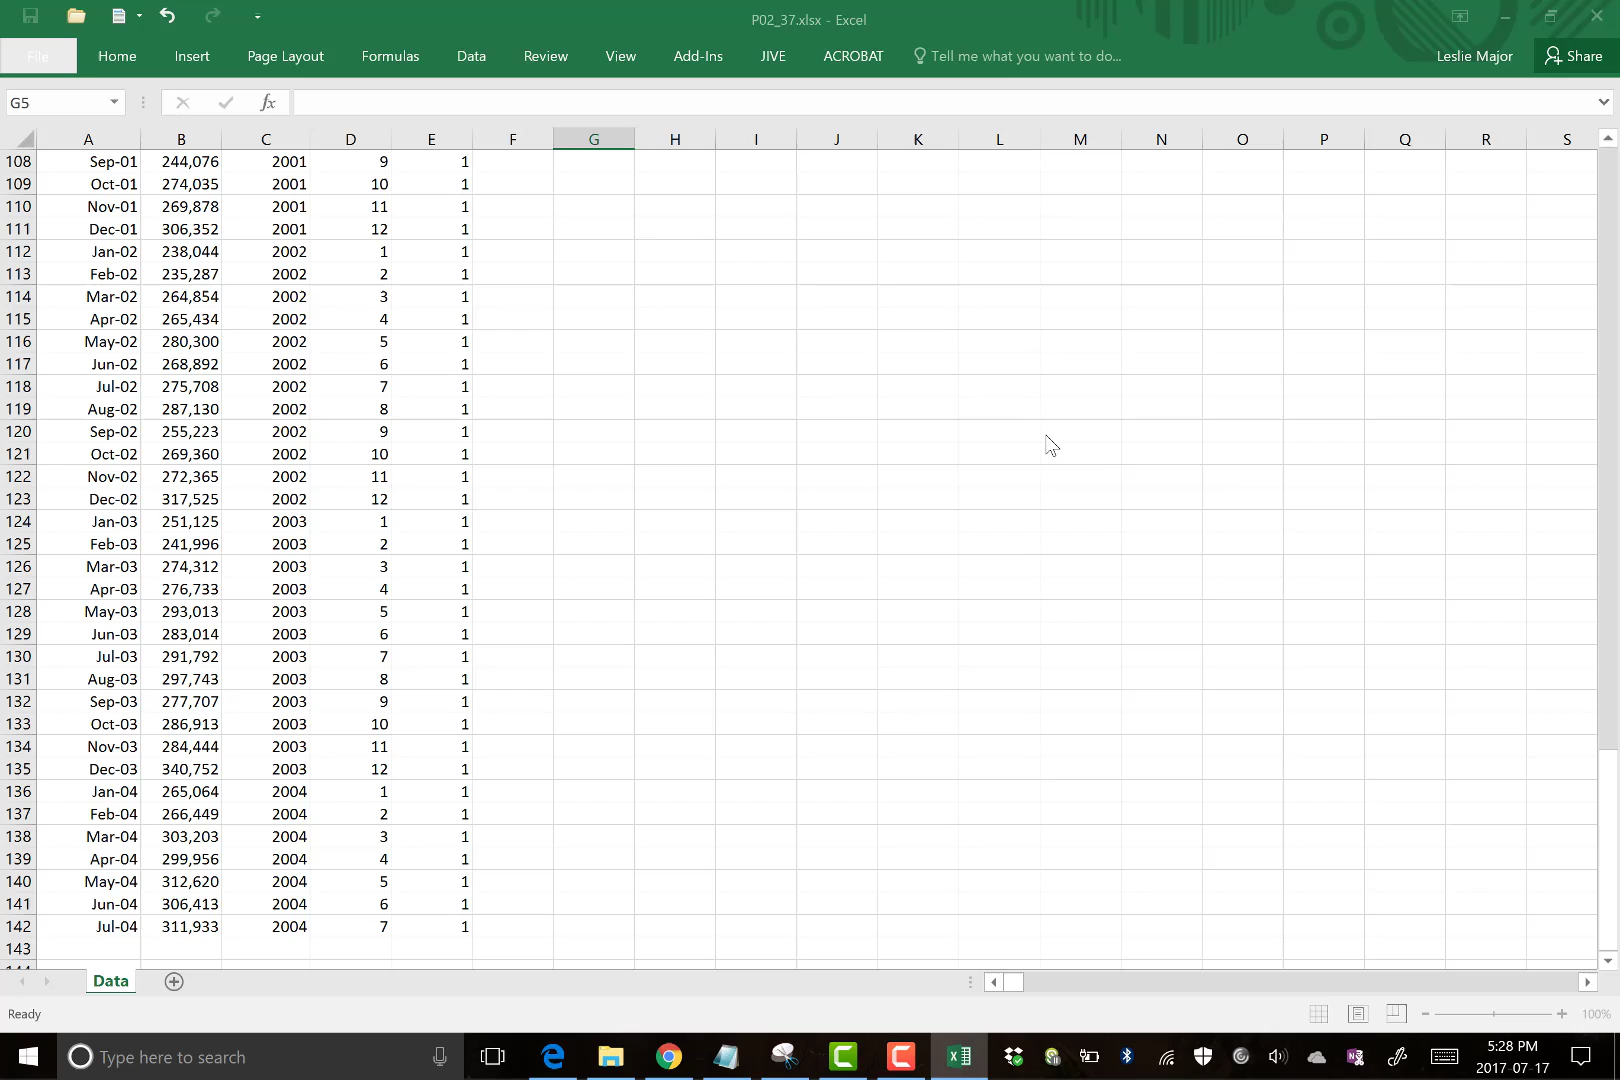 P02_37.xlsx - Excel
File Home Insert Page Layout Formulas Data Review View Add-Ins JIVE ACROBAT Tell me what you want to do... Leslie Major Share
G5 fx
A B C D E F G H I J K L M N O P Q R S
108 Sep-01 244,076 2001 9 1
109 Oct-01 274,035 2001 10 1
110 Nov-01 269,878 2001 11 1
111 Dec-01 306,352 2001 12 1
112 Jan-02 238,044 2002 1 1
113 Feb-02 235,287 2002 2 1
114 Mar-02 264,854 2002 3 1
115 Apr-02 265,434 2002 4 1
116 May-02 280,300 2002 5 1
117 Jun-02 268,892 2002 6 1
118 Jul-02 275,708 2002 7 1
119 Aug-02 287,130 2002 8 1
120 Sep-02 255,223 2002 9 1
121 Oct-02 269,360 2002 10 1
122 Nov-02 272,365 2002 11 1
123 Dec-02 317,525 2002 12 1
124 Jan-03 251,125 2003 1 1
125 Feb-03 241,996 2003 2 1
126 Mar-03 274,312 2003 3 1
127 Apr-03 276,733 2003 4 1
128 May-03 293,013 2003 5 1
129 Jun-03 283,014 2003 6 1
130 Jul-03 291,792 2003 7 1
131 Aug-03 297,743 2003 8 1
132 Sep-03 277,707 2003 9 1
133 Oct-03 286,913 2003 10 1
134 Nov-03 284,444 2003 11 1
135 Dec-03 340,752 2003 12 1
136 Jan-04 265,064 2004 1 1
137 Feb-04 266,449 2004 2 1
138 Mar-04 303,203 2004 3 1
139 Apr-04 299,956 2004 4 1
140 May-04 312,620 2004 5 1
141 Jun-04 306,413 2004 6 1
142 Jul-04 311,933 2004 7 1
143
Data
Ready 100%
Type here to search 5:28 PM
2017-07-17